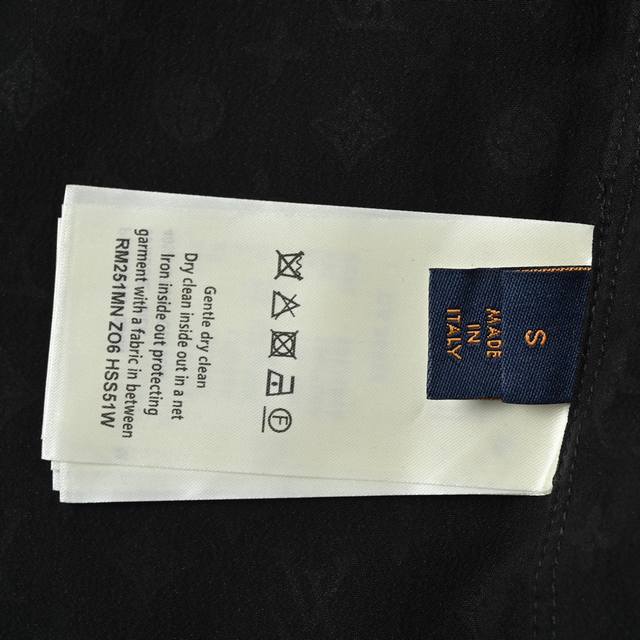 S
MADE
IN
ITALY
F
Gentle dry clean
Dry clean inside out in a net
Iron inside out protecting
garment with a fabric in between
RM251MN ZO6 HSS51W